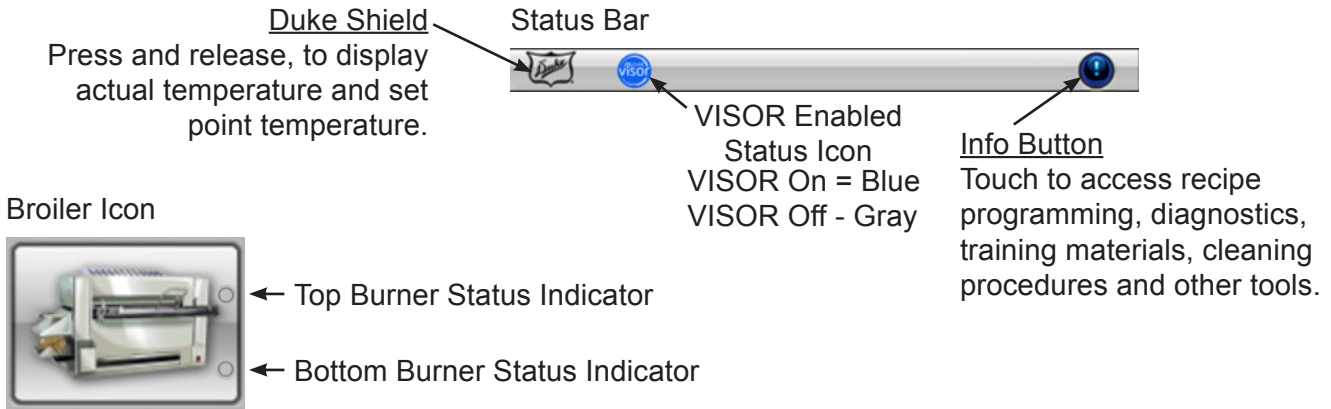 Duke Shield
Press and release, to display
actual temperature and set
point temperature.
Status Bar
Duke
visor
VISOR Enabled
Status Icon
VISOR On = Blue
VISOR Off - Gray
Info Button
Touch to access recipe
programming, diagnostics,
training materials, cleaning
procedures and other tools.
Broiler Icon
Top Burner Status Indicator
Bottom Burner Status Indicator